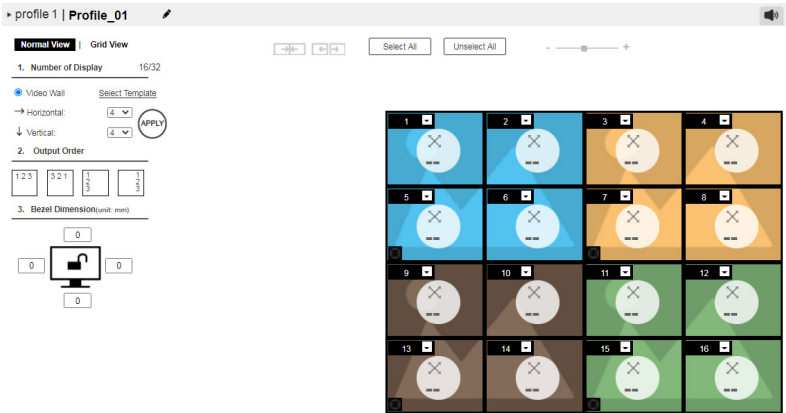 profile 1 | Profile_01
Normal View | Grid View
Select All
Unselect All
- +
1. Number of Display 16/32
Video Wall Select Template
Horizontal: 4
Vertical: 4
APPLY
2. Output Order
1 2 3
3 2 1
1
2
3
1
2
3
3. Bezel Dimension(unit: mm)
0
0
0
0
1 2 3 4
-- -- -- --
5 6 7 8
-- -- -- --
9 10 11 12
-- -- -- --
13 14 15 16
-- -- -- --